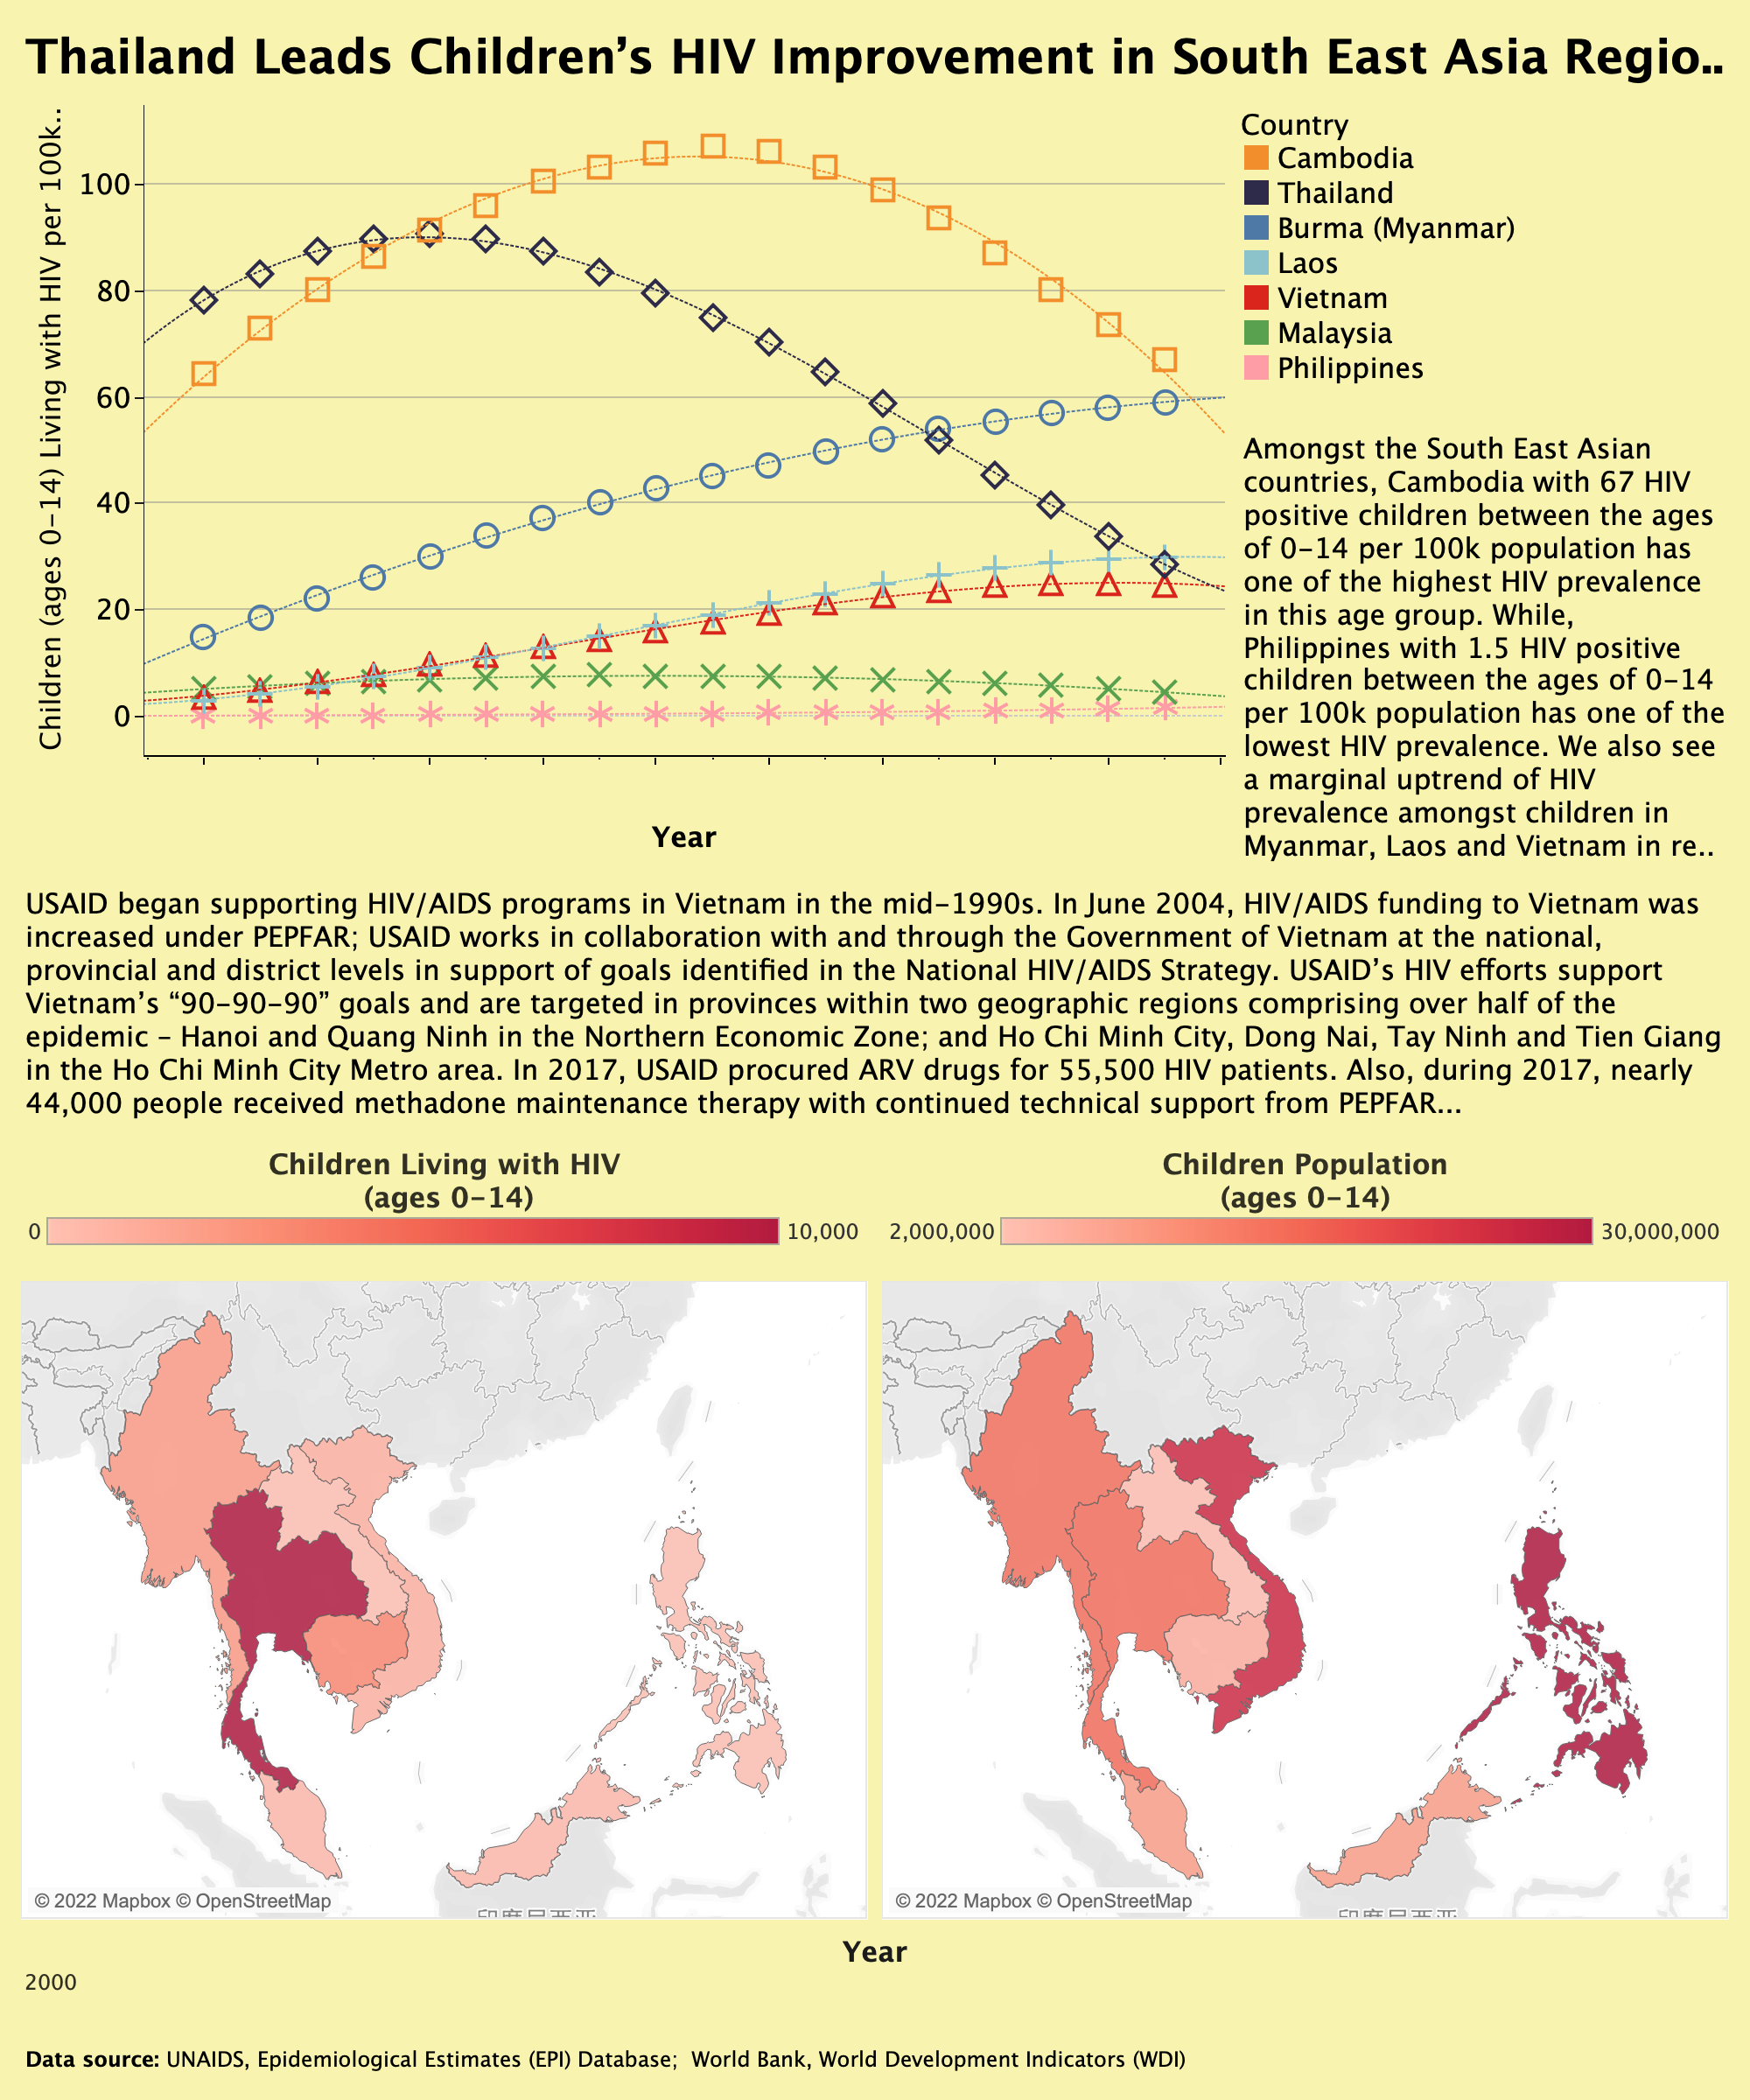 Thailand Leads Children’s HIV Improvement in South East Asia Regio..
Children (ages 0–14) Living with HIV per 100k..
100
80
60
40
20
0
Year
Country
Cambodia
Thailand
Burma (Myanmar)
Laos
Vietnam
Malaysia
Philippines
Amongst the South East Asian
countries, Cambodia with 67 HIV
positive children between the ages
of 0–14 per 100k population has
one of the highest HIV prevalence
in this age group. While,
Philippines with 1.5 HIV positive
children between the ages of 0–14
per 100k population has one of the
lowest HIV prevalence. We also see
a marginal uptrend of HIV
prevalence amongst children in
Myanmar, Laos and Vietnam in re..
USAID began supporting HIV/AIDS programs in Vietnam in the mid–1990s. In June 2004, HIV/AIDS funding to Vietnam was
increased under PEPFAR; USAID works in collaboration with and through the Government of Vietnam at the national,
provincial and district levels in support of goals identified in the National HIV/AIDS Strategy. USAID’s HIV efforts support
Vietnam’s “90–90–90” goals and are targeted in provinces within two geographic regions comprising over half of the
epidemic – Hanoi and Quang Ninh in the Northern Economic Zone; and Ho Chi Minh City, Dong Nai, Tay Ninh and Tien Giang
in the Ho Chi Minh City Metro area. In 2017, USAID procured ARV drugs for 55,500 HIV patients. Also, during 2017, nearly
44,000 people received methadone maintenance therapy with continued technical support from PEPFAR...
Children Living with HIV
(ages 0–14)
0 10,000
Children Population
(ages 0–14)
2,000,000 30,000,000
© 2022 Mapbox © OpenStreetMap
印度尼西亚
© 2022 Mapbox © OpenStreetMap
印度尼西亚
Year
2000
Data source: UNAIDS, Epidemiological Estimates (EPI) Database;  World Bank, World Development Indicators (WDI)